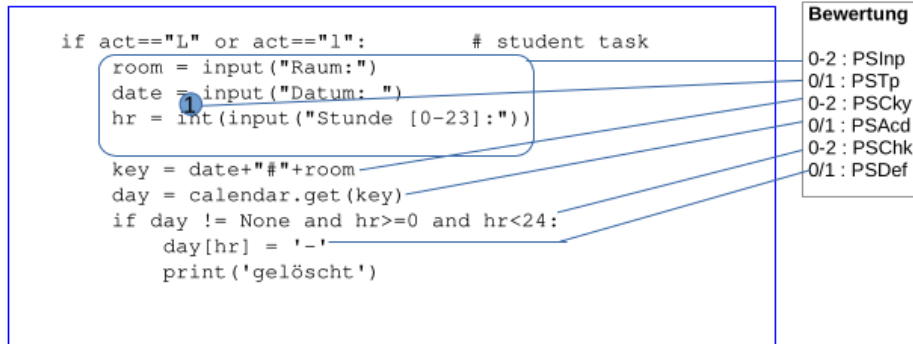 if act=="L" or act=="l":          # student task
    room = input("Raum:")
    date = input("Datum: ")
1
    hr = int(input("Stunde [0-23]:"))
    key = date+"#"+room
    day = calendar.get(key)
    if day != None and hr>=0 and hr<24:
        day[hr] = '-'
        print('gelöscht')
Bewertung
0-2 : PSInp
0/1 : PSTp
0-2 : PSCky
0/1 : PSAcd
0-2 : PSChk
0/1 : PSDef